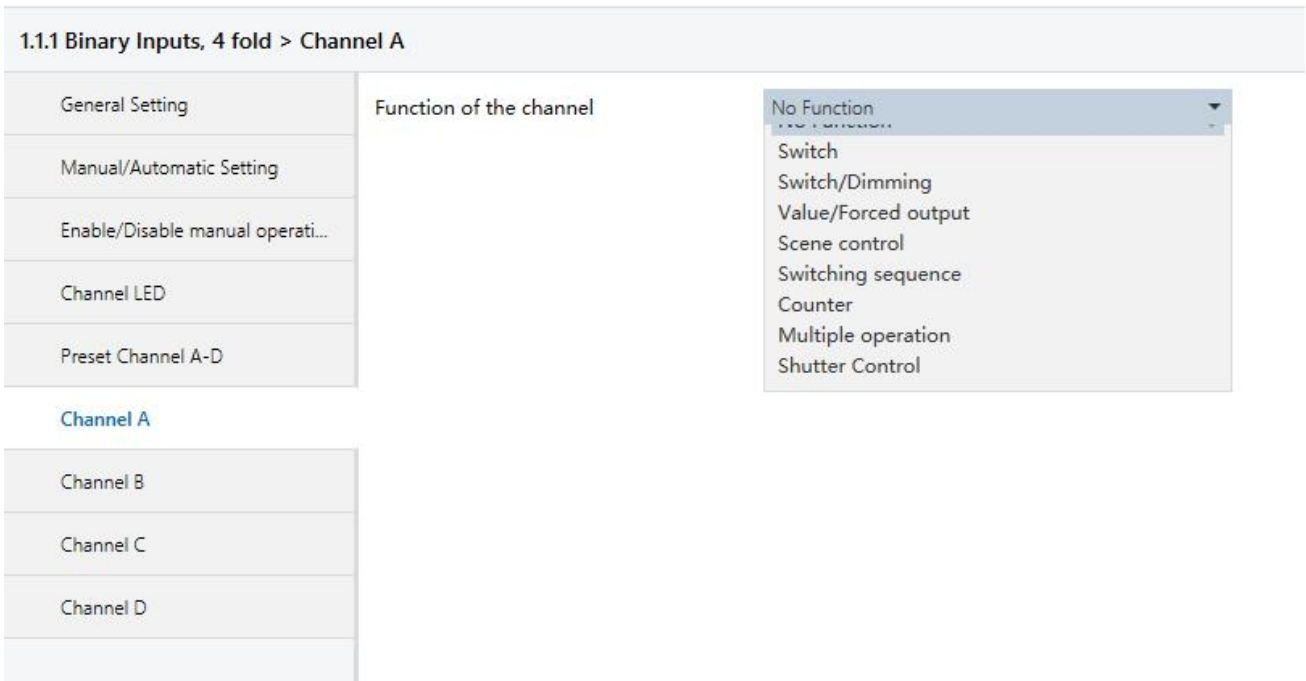 1.1.1 Binary Inputs, 4 fold > Channel A
General Setting
Manual/Automatic Setting
Enable/Disable manual operati...
Channel LED
Preset Channel A-D
Channel A
Channel B
Channel C
Channel D
Function of the channel
No Function
No Function
Switch
Switch/Dimming
Value/Forced output
Scene control
Switching sequence
Counter
Multiple operation
Shutter Control